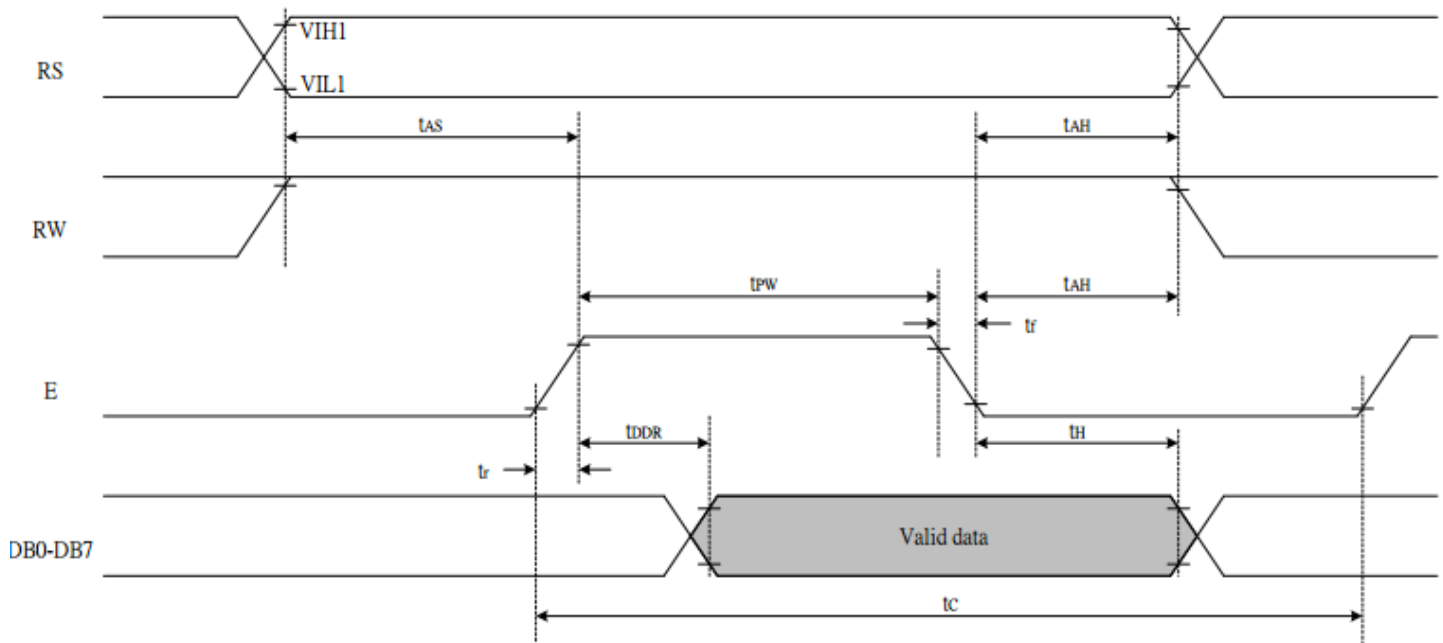 VIH1
RS
VIL1
tAS tAH
RW
tPW tAH
tf
E
tDDR tH
tr
Valid data
DB0-DB7
tC